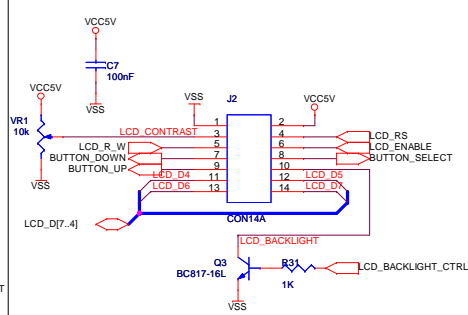 VCC5V
C7
100nF
VSS
VCC5V
VR1
10k
VSS
VSS
J2
VCC5V
1
2
LCD_CONTRAST
3
4
LCD_RS
LCD_R_W
5
6
LCD_ENABLE
BUTTON_DOWN
7
8
BUTTON_SELECT
BUTTON_UP
9
10
LCD_D4
11
12
LCD_D5
LCD_D6
13
14
LCD_D7
CON14A
LCD_D[7..4]
LCD_BACKLIGHT
Q3
BC817-16L
R31
1K
LCD_BACKLIGHT_CTRL
VSS
T